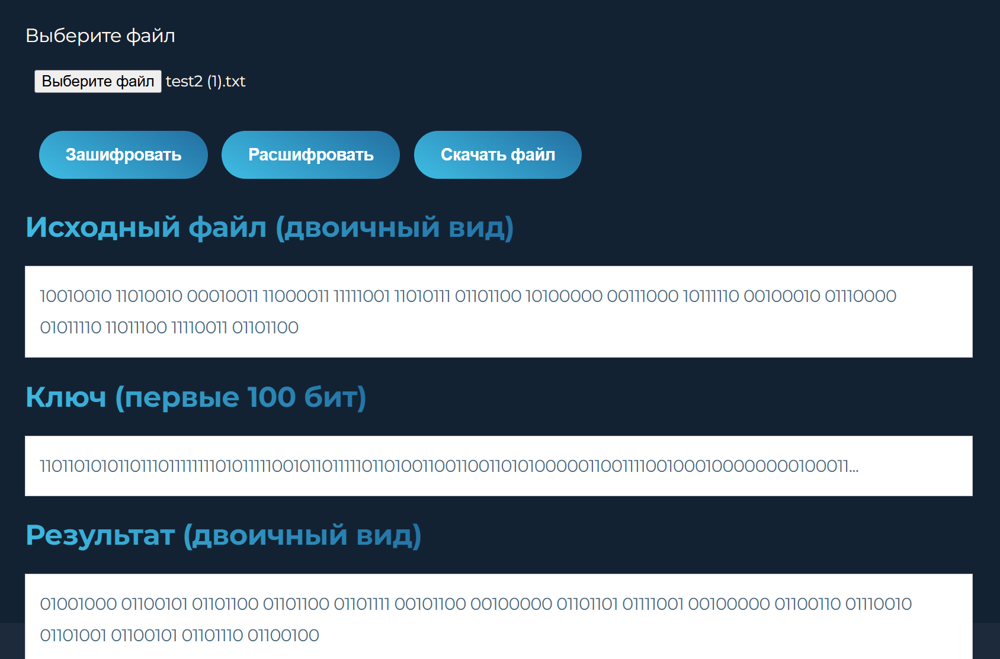 Выберите файл
Выберите файл test2 (1).txt
Зашифровать Расшифровать Скачать файл
Исходный файл (двоичный вид)
10010010 11010010 00010011 11000011 11111001 11010111 01101100 10100000 00111000 10111110 00100010 01110000
01011110 11011100 11110011 01101100
Ключ (первые 100 бит)
1101101010110111011111111010111110010110111110110100110011001101010000011001111001000100000000100011...
Результат (двоичный вид)
01001000 01100101 01101100 01101100 01101111 00101100 00100000 01101101 01111001 00100000 01100110 01110010
01101001 01100101 01101110 01100100